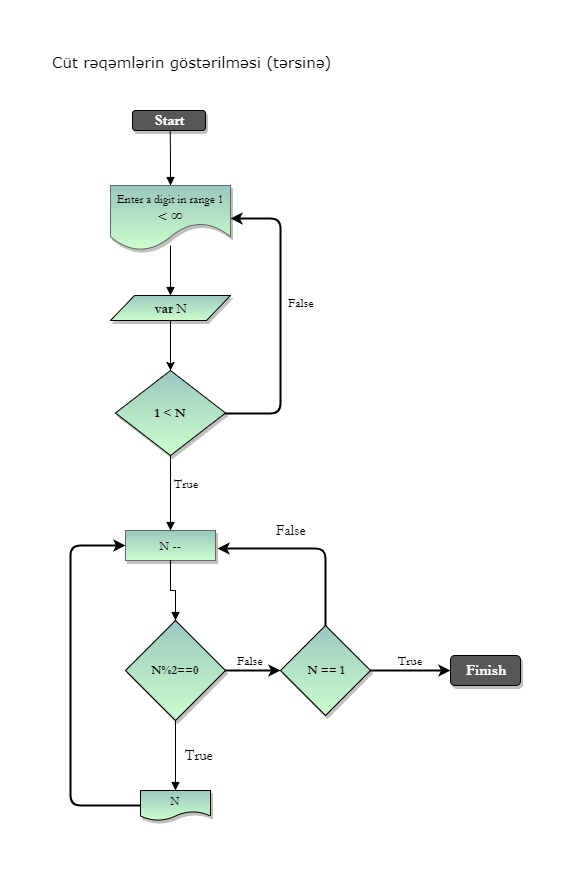 Cüt rəqəmlərin göstərilməsi (tərsinə)
Start
Enter a digit in range 1
< ∞
False
var N
1 < N
True
False
N --
N%2==0
False
N == 1
True
Finish
True
N